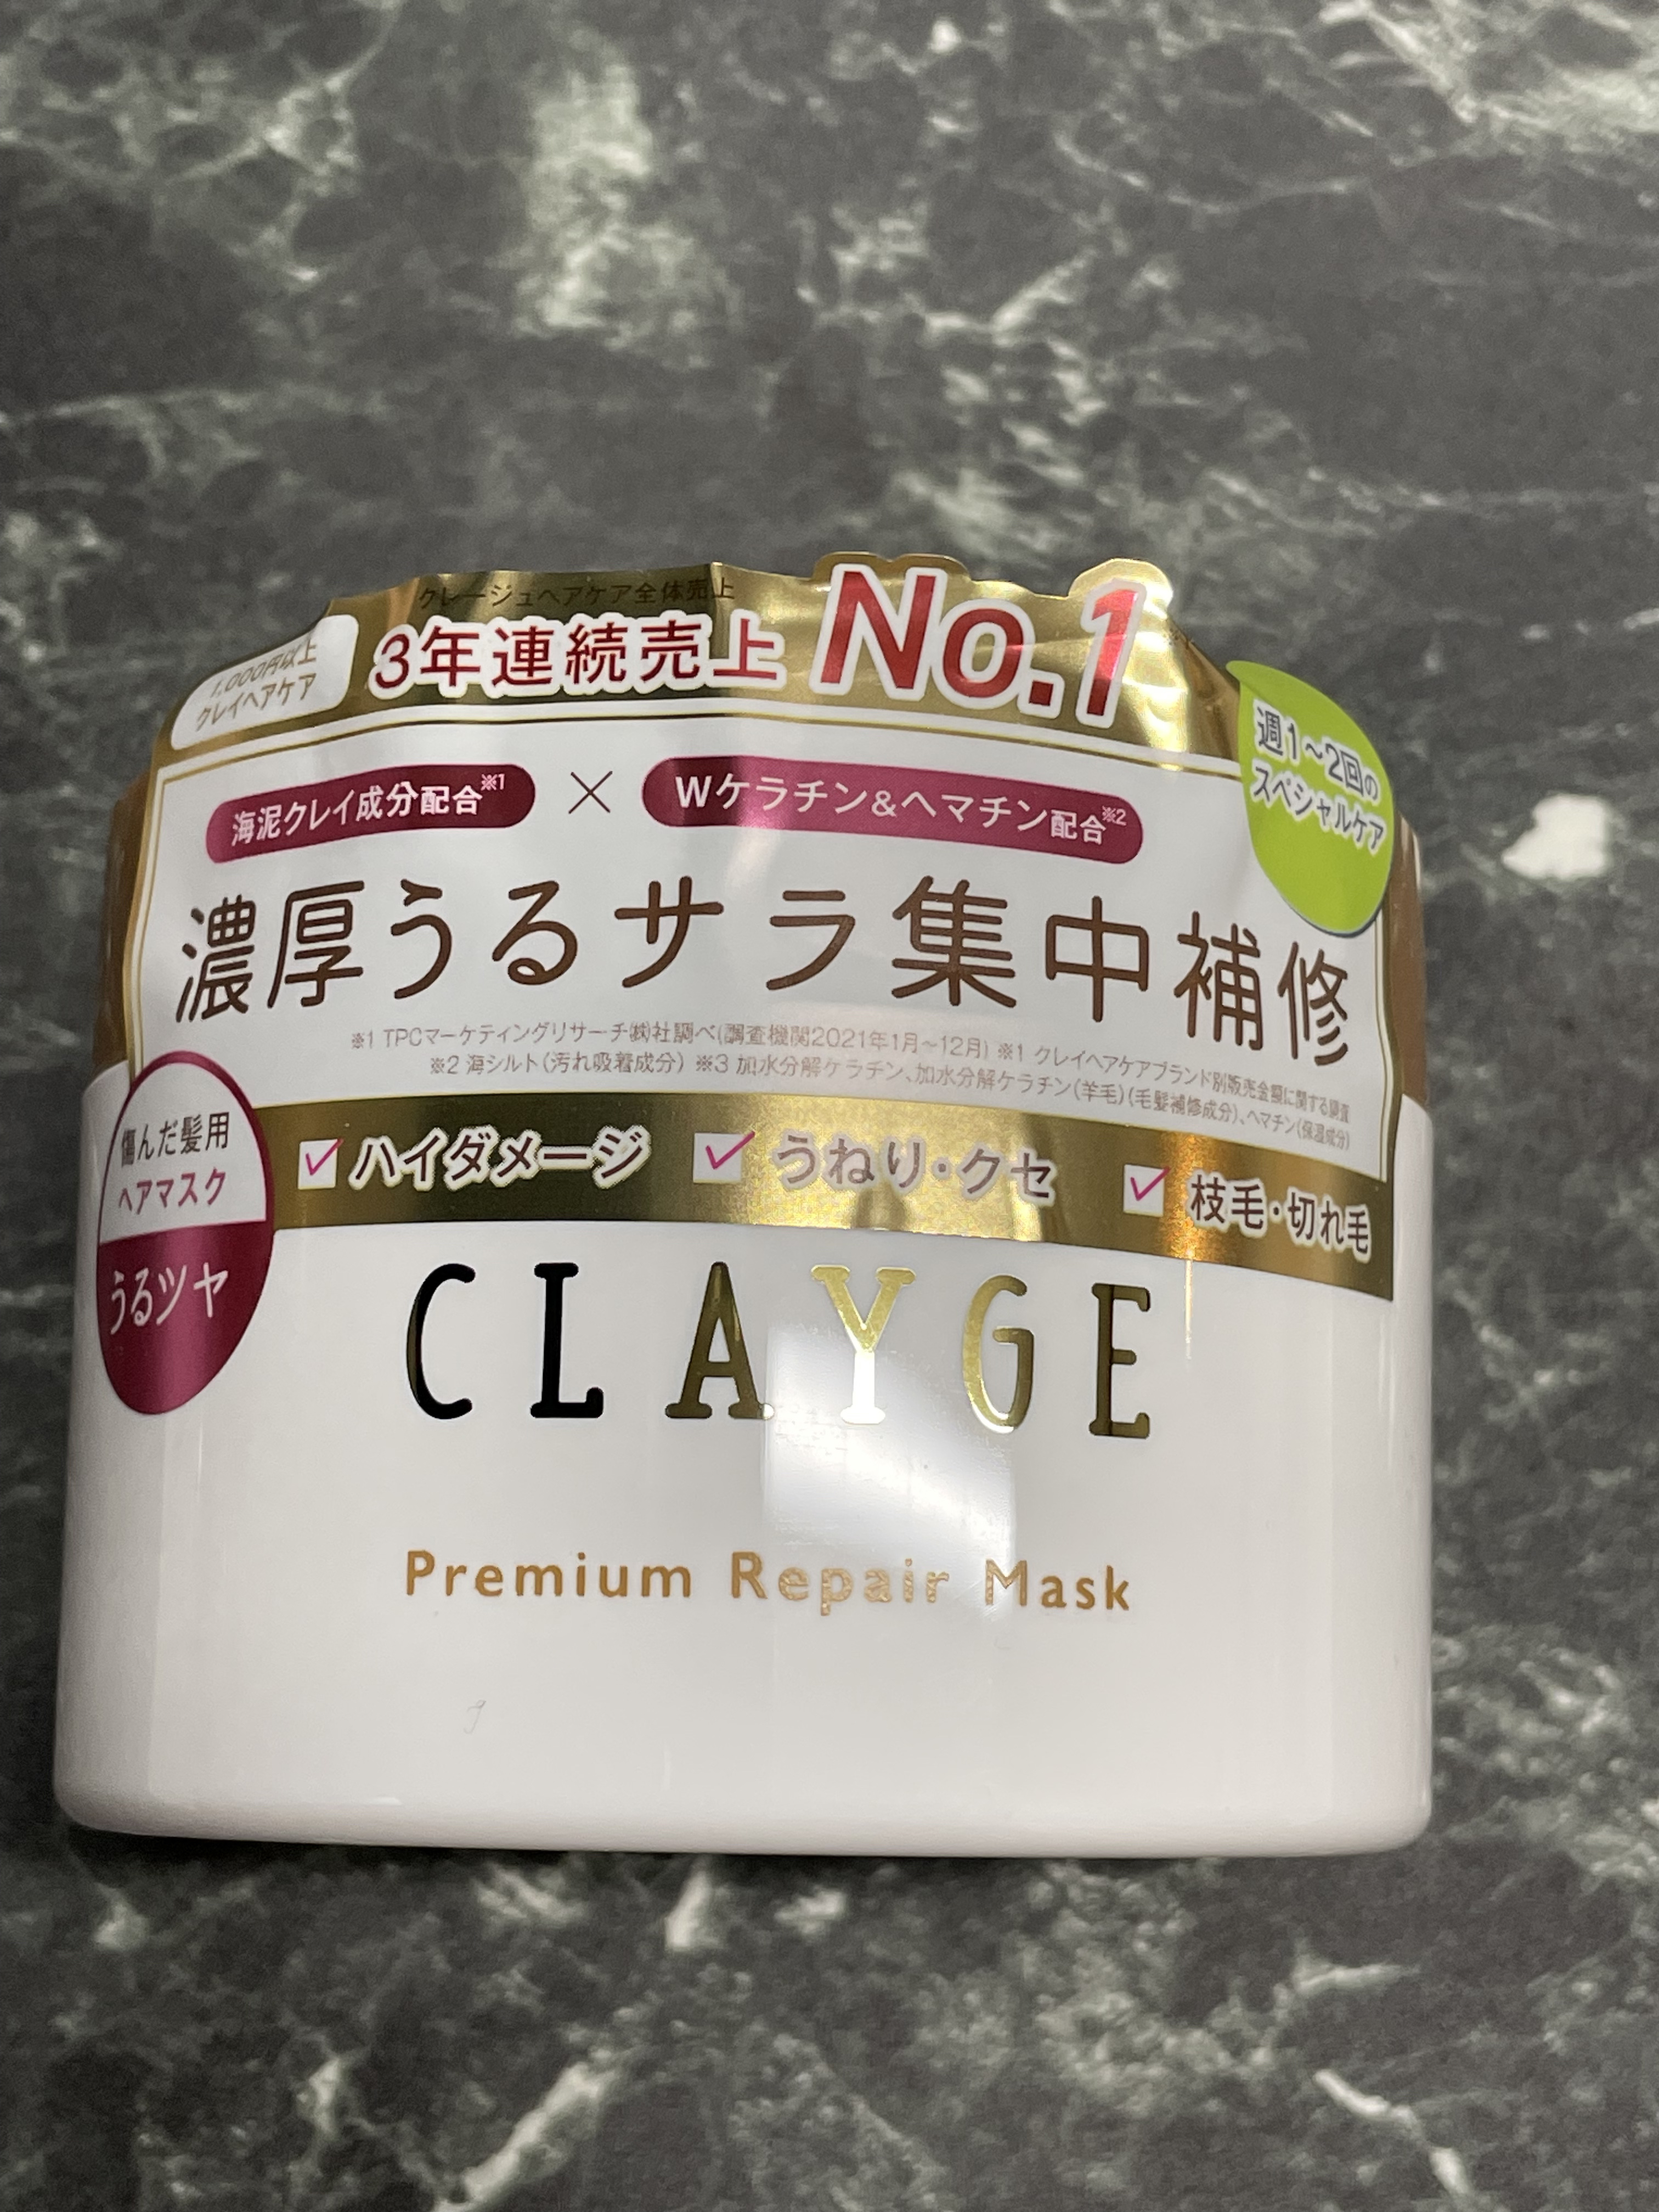 クレージュヘアケア全体売上
1,000円以上
クレイヘアケア
3年連続売上 No.1
週1~2回の
スペシャルケア
海泥クレイ成分配合※1 × Wケラチン&ヘマチン配合※2
濃厚うるサラ集中補修
※1 TPCマーケティングリサーチ㈱社調べ(調査機関2021年1月~12月) ※1 クレイヘアケアブランド別販売金額に関する調査
※2 海シルト(汚れ吸着成分) ※3 加水分解ケラチン、加水分解ケラチン(羊毛)(毛髪補修成分)、ヘマチン(保湿成分)
傷んだ髪用
ヘアマスク
うるツヤ
ハイダメージ うねり・クセ 枝毛・切れ毛
CLAYGE
Premium Repair Mask